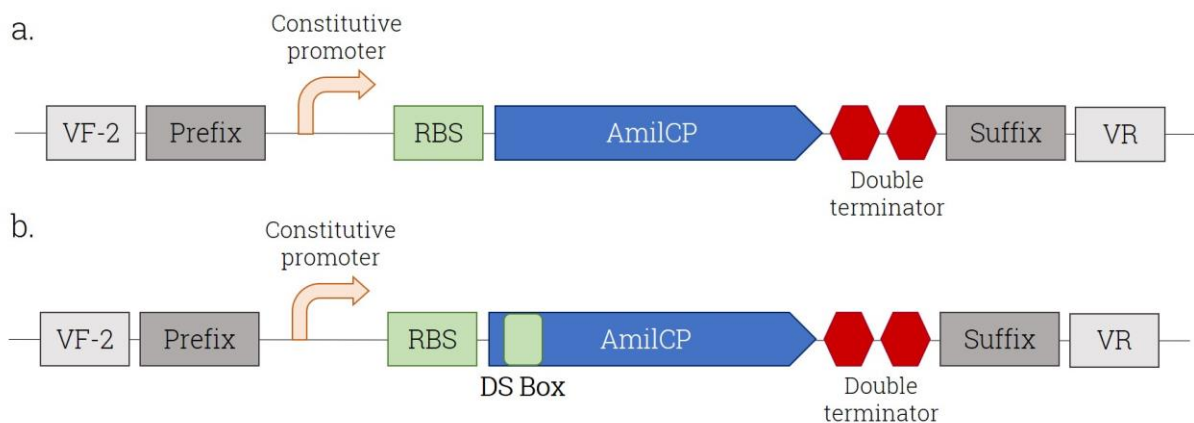 a.
Constitutive
promoter
VF-2 Prefix RBS AmilCP Suffix VR
Double
terminator
b.
Constitutive
promoter
VF-2 Prefix RBS AmilCP Suffix VR
DS Box
Double
terminator